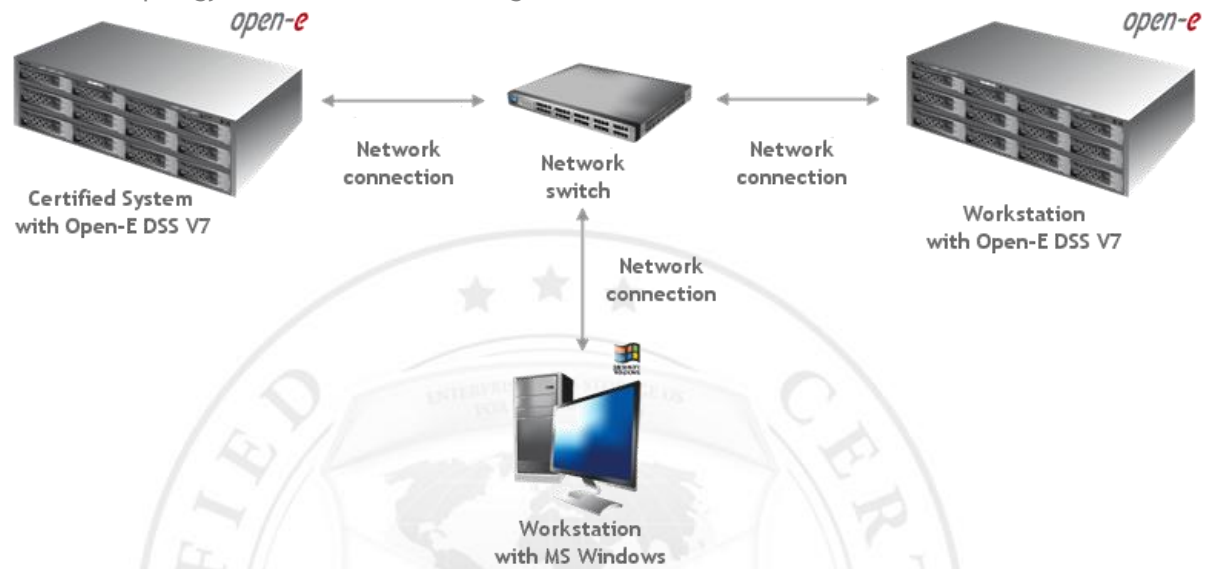 open-e
open-e
Network
connection
Network
switch
Network
connection
Certified System
with Open-E DSS V7
Workstation
with Open-E DSS V7
Network
connection
Workstation
with MS Windows